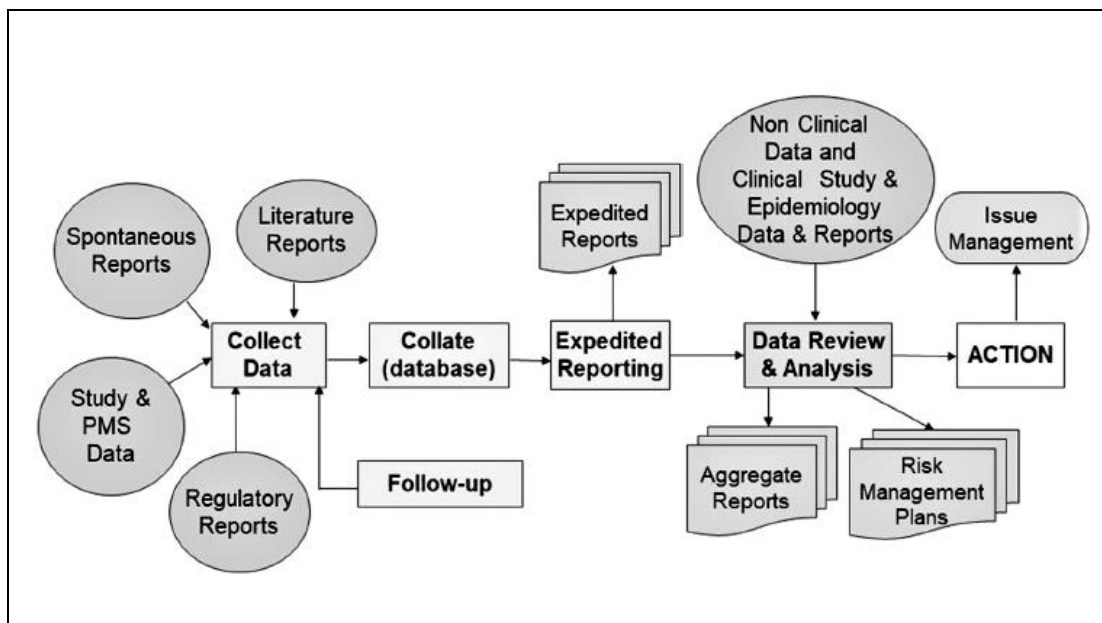 Spontaneous
Reports
Literature
Reports
Study &
PMS
Data
Regulatory
Reports
Collect
Data
Follow-up
Collate
(database)
Expedited
Reports
Expedited
Reporting
Non Clinical
Data and
Clinical Study &
Epidemiology
Data & Reports
Data Review
& Analysis
Aggregate
Reports
Risk
Management
Plans
Issue
Management
ACTION